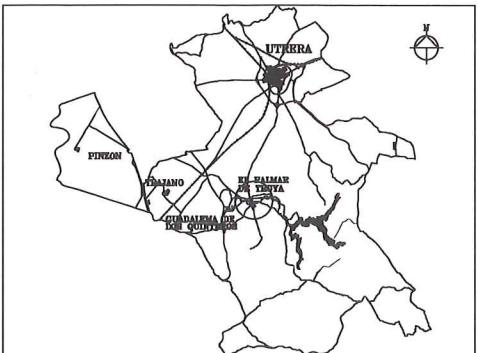 N
UTRERA
PINZON
TRAJANO
EL PALMAR
DE TROYA
GUADALEMA DE
LOS QUINTEROS